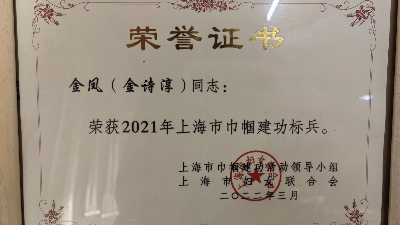 荣誉证书
金凤（金诗淳）同志：
荣获2021年上海市巾帼建功标兵。
上海市巾帼建功活动领导小组
上海市妇女联合会
二〇二二年三月